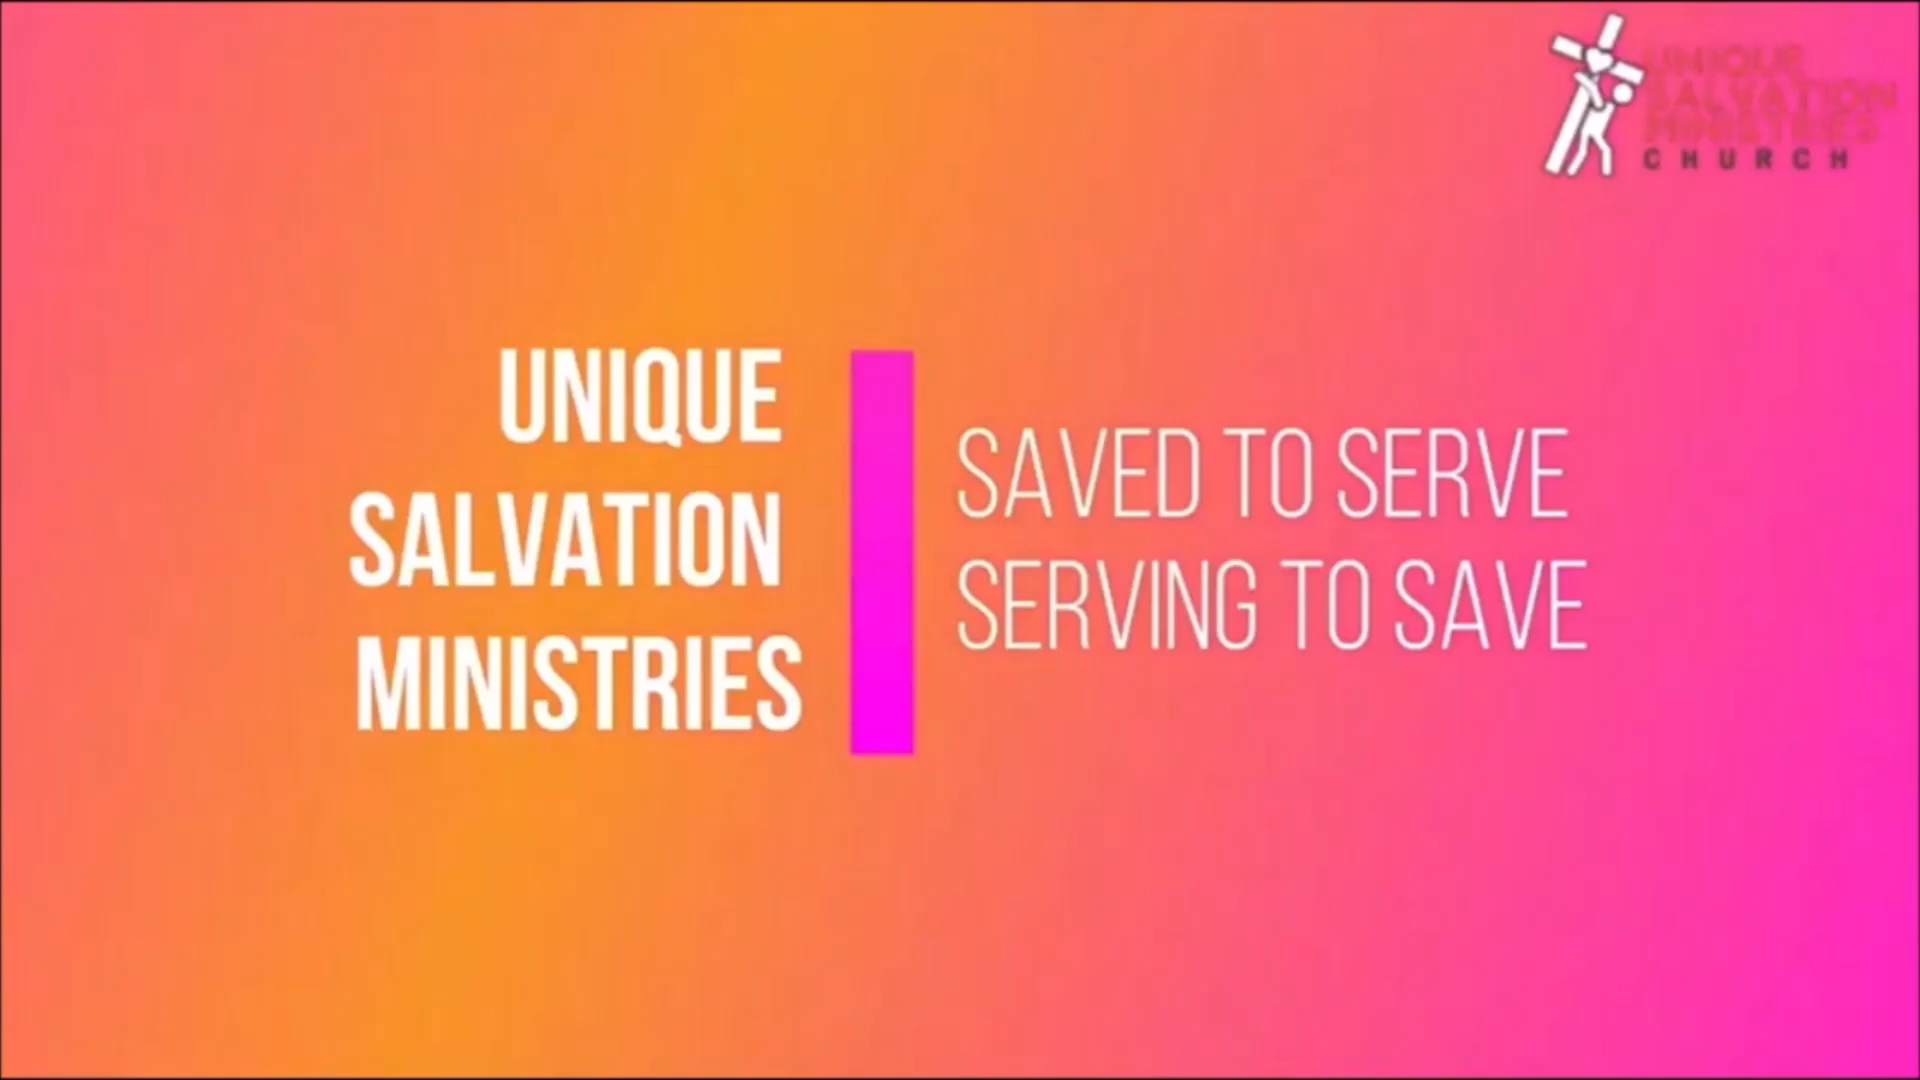 UNIQUE
SALVATION
MINISTRIES
CHURCH
UNIQUE
SALVATION
MINISTRIES
SAVED TO SERVE
SERVING TO SAVE